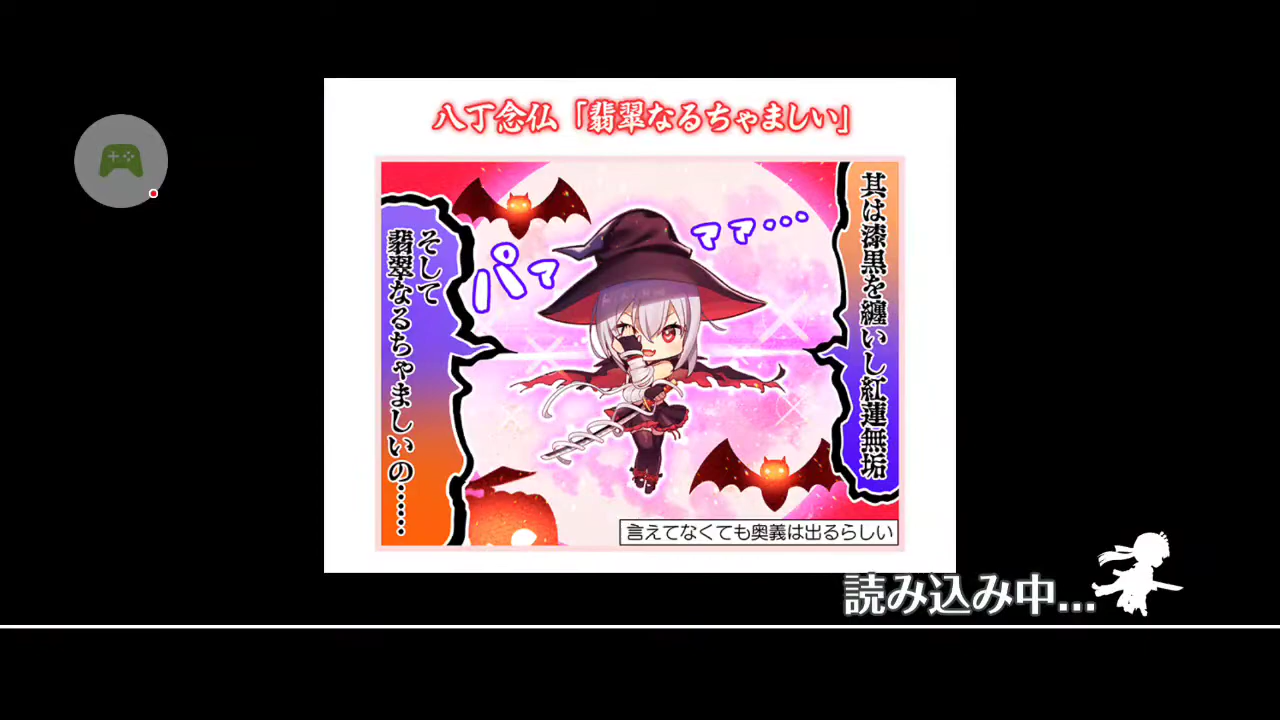 八丁念仏「翡翠なるちゃましい」
其は漆黒を纏いし紅蓮無垢
パァ
ァァ…
そして
翡翠なるちゃましいの……
言えてなくても奥義は出るらしい
読み込み中...